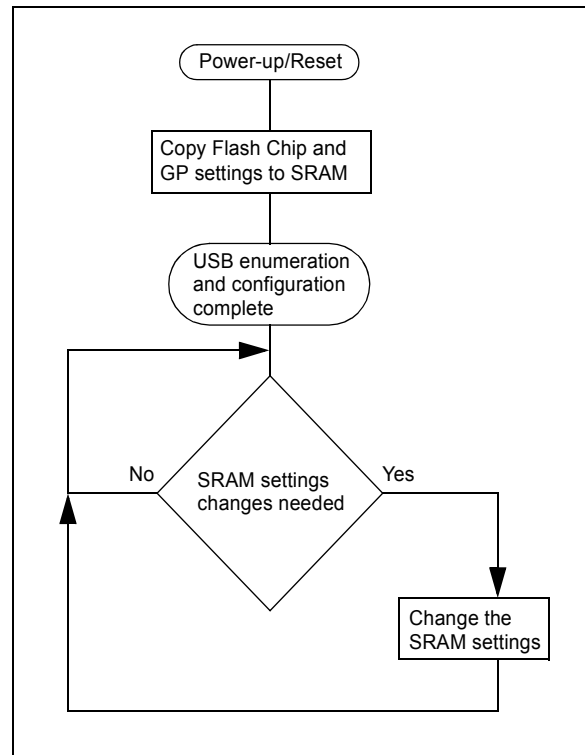 Power-up/Reset
Copy Flash Chip and
GP settings to SRAM
USB enumeration
and configuration
complete
No
SRAM settings
changes needed
Yes
Change the
SRAM settings